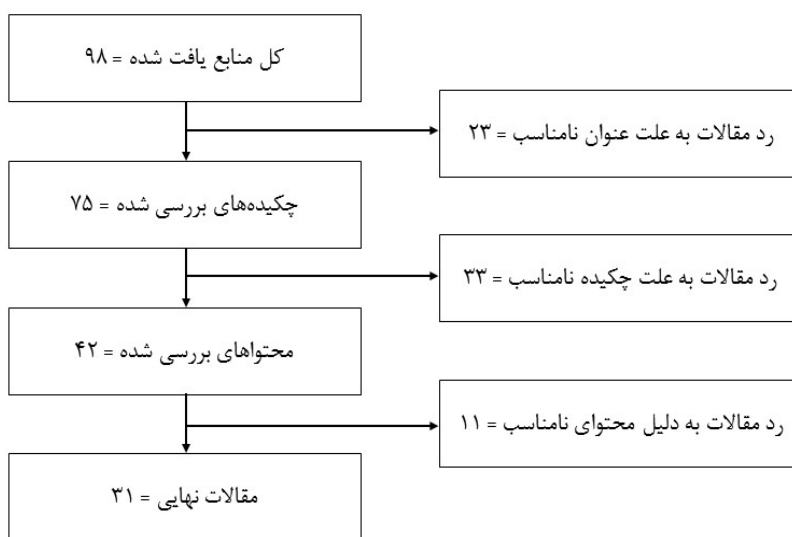 کل منابع یافت شده = ۹۸
رد مقالات به علت عنوان نامناسب = ۲۳
چکیده‌های بررسی شده = ۷۵
رد مقالات به علت چکیده نامناسب = ۳۳
محتواهای بررسی شده = ۴۲
رد مقالات به دلیل محتوای نامناسب = ۱۱
مقالات نهایی = ۳۱